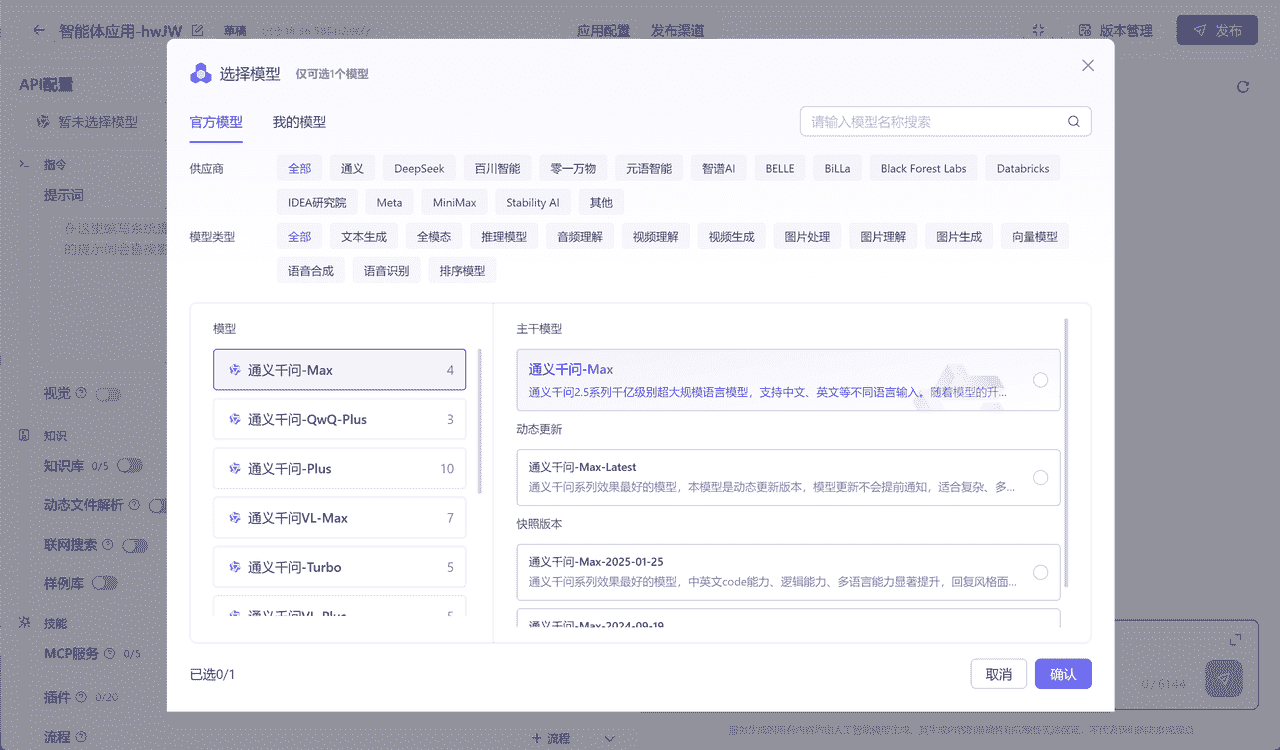 智能体应用-hwJW 草稿 应用配置 发布渠道 版本管理 发布
API配置
暂未选择模型
指令
提示词
视觉
知识
知识库 0/5
动态文件解析
联网搜索
样例库
技能
MCP服务 0/5
插件 0/20
流程
选择模型 仅可选1个模型
官方模型 我的模型 请输入模型名称搜索
供应商 全部 通义 DeepSeek 百川智能 零一万物 元语智能 智谱AI BELLE BiLLa Black Forest Labs Databricks
IDEA研究院 Meta MiniMax Stability AI 其他
模型类型 全部 文本生成 全模态 推理模型 音频理解 视频理解 视频生成 图片处理 图片理解 图片生成 向量模型
语音合成 语音识别 排序模型
模型
通义千问-Max 4
通义千问-QwQ-Plus 3
通义千问-Plus 10
通义千问VL-Max 7
通义千问-Turbo 5
通义千问VL-Plus 5
主干模型
通义千问-Max
通义千问2.5系列千亿级别超大规模语言模型，支持中文、英文等不同语言输入。随着模型的升...
动态更新
通义千问-Max-Latest
通义千问系列效果最好的模型，本模型是动态更新版本，模型更新不会提前通知，适合复杂、多...
快照版本
通义千问-Max-2025-01-25
通义千问系列效果最好的模型，中英文code能力、逻辑能力、多语言能力显著提升，回复风格面...
通义千问-Max-2024-09-19
已选0/1 取消 确认
0/6144
+ 流程